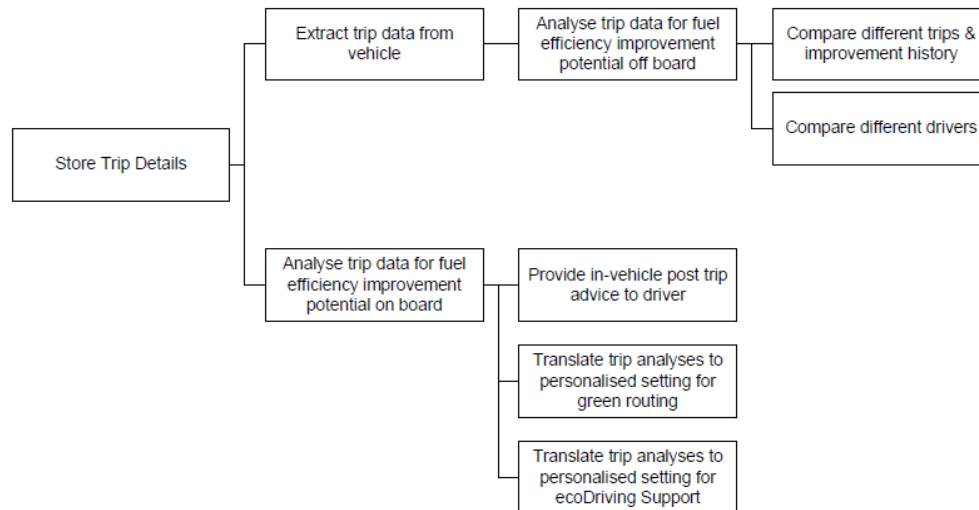 Extract trip data from
vehicle
Analyse trip data for fuel
efficiency improvement
potential off board
Compare different trips &
improvement history
Compare different drivers
Store Trip Details
Analyse trip data for fuel
efficiency improvement
potential on board
Provide in-vehicle post trip
advice to driver
Translate trip analyses to
personalised setting for
green routing
Translate trip analyses to
personalised setting for
ecoDriving Support